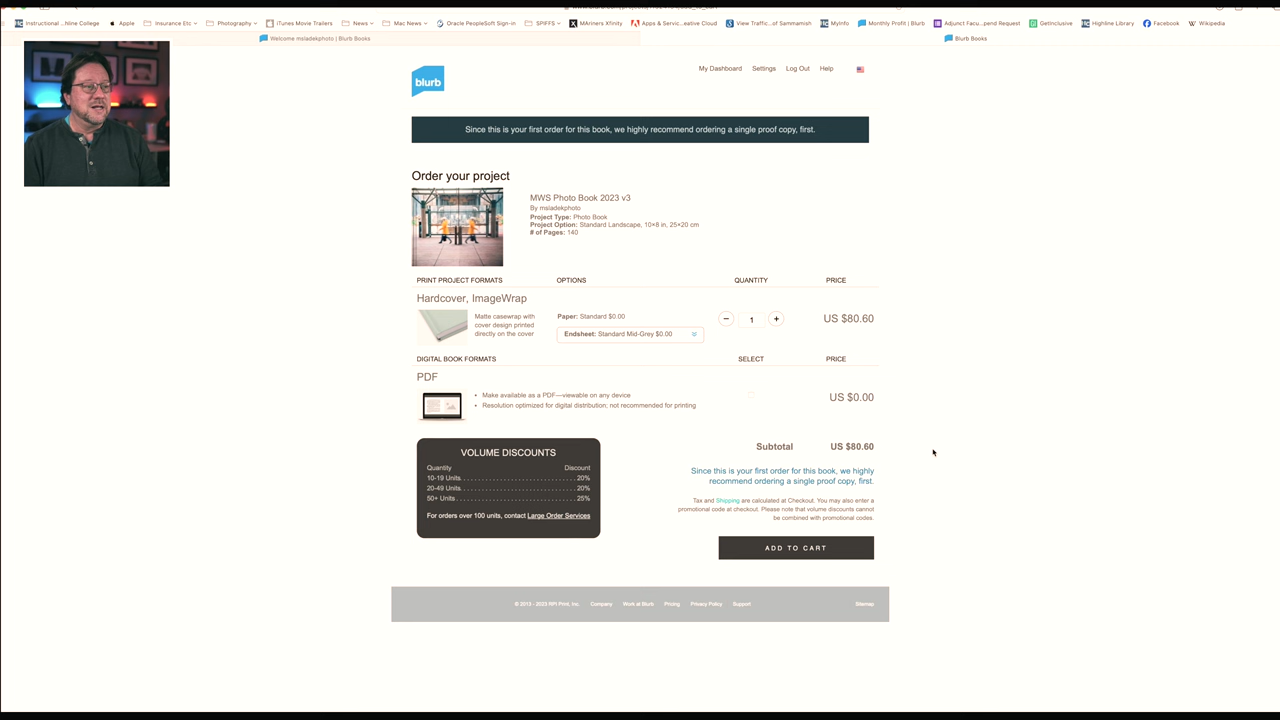 Instructional ...hline College
Apple
Insurance Etc
Photography
iTunes Movie Trailers
News
Mac News
Oracle PeopleSoft Sign-in
SPIFFS
MAriners Xfinity
Apps & Servic...eative Cloud
View Traffic...of Sammamish
MyInfo
Monthly Profit | Blurb
Adjunct Facu...pend Request
GetInclusive
Highline Library
Facebook
Wikipedia
Welcome msladekphoto | Blurb Books
Blurb Books
blurb
My Dashboard Settings Log Out Help
Since this is your first order for this book, we highly recommend ordering a single proof copy, first.
Order your project
MWS Photo Book 2023 v3
By msladekphoto
Project Type: Photo Book
Project Option: Standard Landscape, 10×8 in, 25×20 cm
# of Pages: 140
PRINT PROJECT FORMATS OPTIONS QUANTITY PRICE
Hardcover, ImageWrap
Matte casewrap with
cover design printed
directly on the cover
Paper: Standard $0.00
Endsheet: Standard Mid-Grey $0.00
− 1 +
US $80.60
DIGITAL BOOK FORMATS SELECT PRICE
PDF
• Make available as a PDF—viewable on any device
• Resolution optimized for digital distribution; not recommended for printing
US $0.00
VOLUME DISCOUNTS
Quantity Discount
10-19 Units 20%
20-49 Units 20%
50+ Units 25%
For orders over 100 units, contact Large Order Services
Subtotal US $80.60
Since this is your first order for this book, we highly
recommend ordering a single proof copy, first.
Tax and Shipping are calculated at Checkout. You may also enter a
promotional code at checkout. Please note that volume discounts cannot
be combined with promotional codes.
ADD TO CART
© 2013 - 2023 RPI Print, Inc. Company Work at Blurb Pricing Privacy Policy Support Sitemap